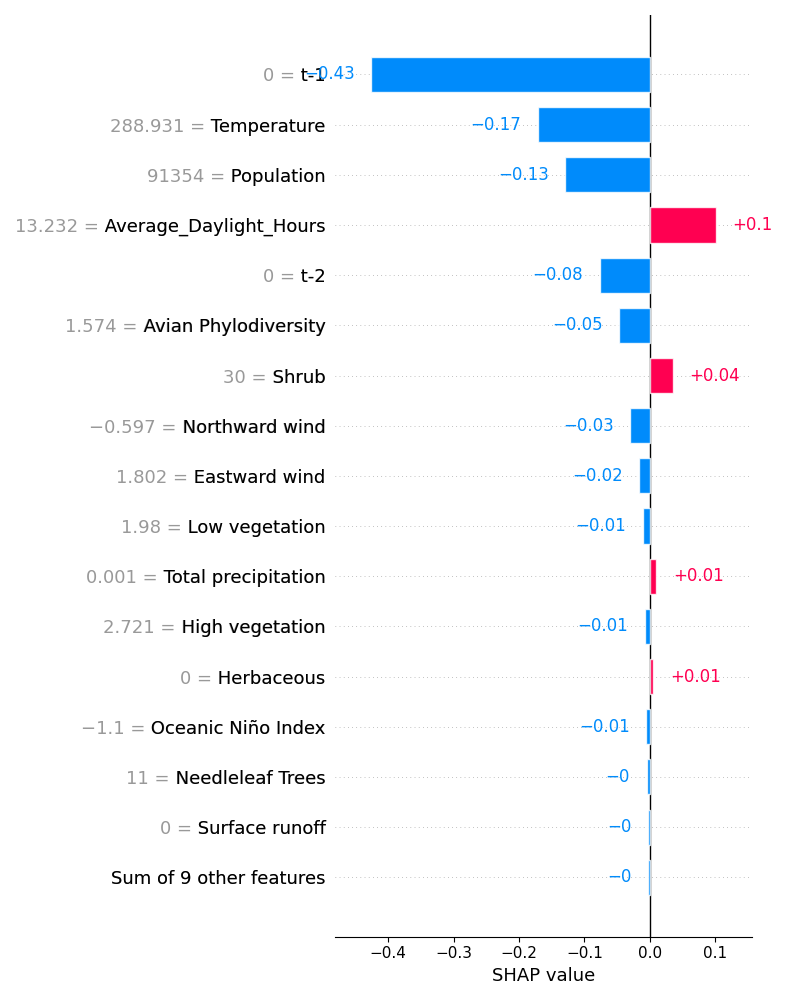 0 = t-1 −0.43
288.931 = Temperature −0.17
91354 = Population −0.13
13.232 = Average_Daylight_Hours +0.1
0 = t-2 −0.08
1.574 = Avian Phylodiversity −0.05
30 = Shrub +0.04
−0.597 = Northward wind −0.03
1.802 = Eastward wind −0.02
1.98 = Low vegetation −0.01
0.001 = Total precipitation +0.01
2.721 = High vegetation −0.01
0 = Herbaceous +0.01
−1.1 = Oceanic Niño Index −0.01
11 = Needleleaf Trees −0
0 = Surface runoff −0
Sum of 9 other features −0
−0.4 −0.3 −0.2 −0.1 0.0 0.1
SHAP value